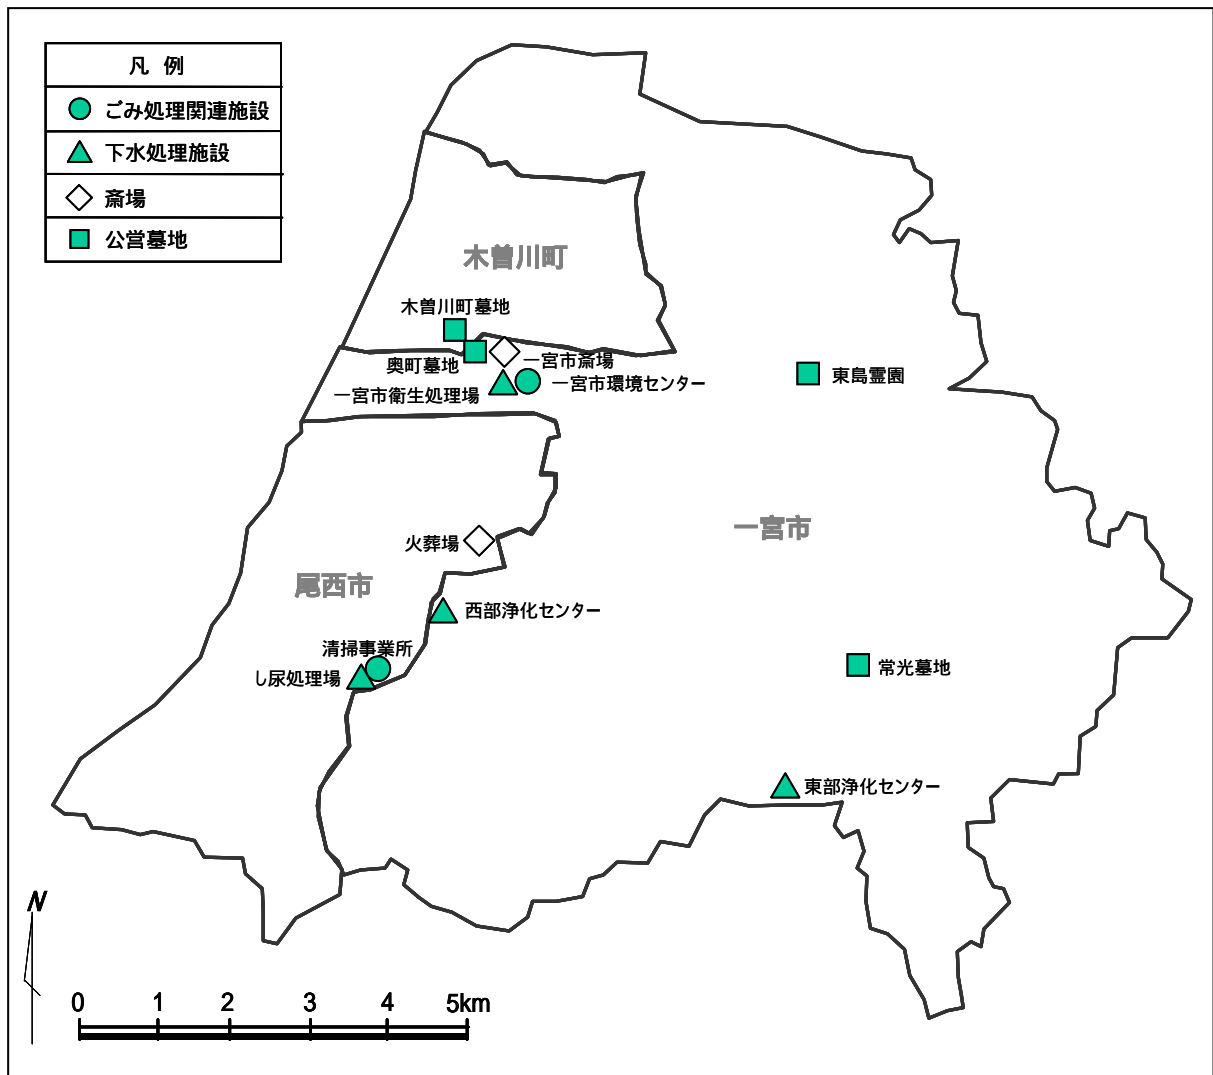 凡 例
ごみ処理関連施設
下水処理施設
斎場
公営墓地
木曽川町
木曽川町墓地
奥町墓地
一宮市斎場
一宮市環境センター
一宮市衛生処理場
東島霊園
一宮市
火葬場
尾西市
西部浄化センター
清掃事業所
し尿処理場
常光墓地
東部浄化センター
N
0 1 2 3 4 5km